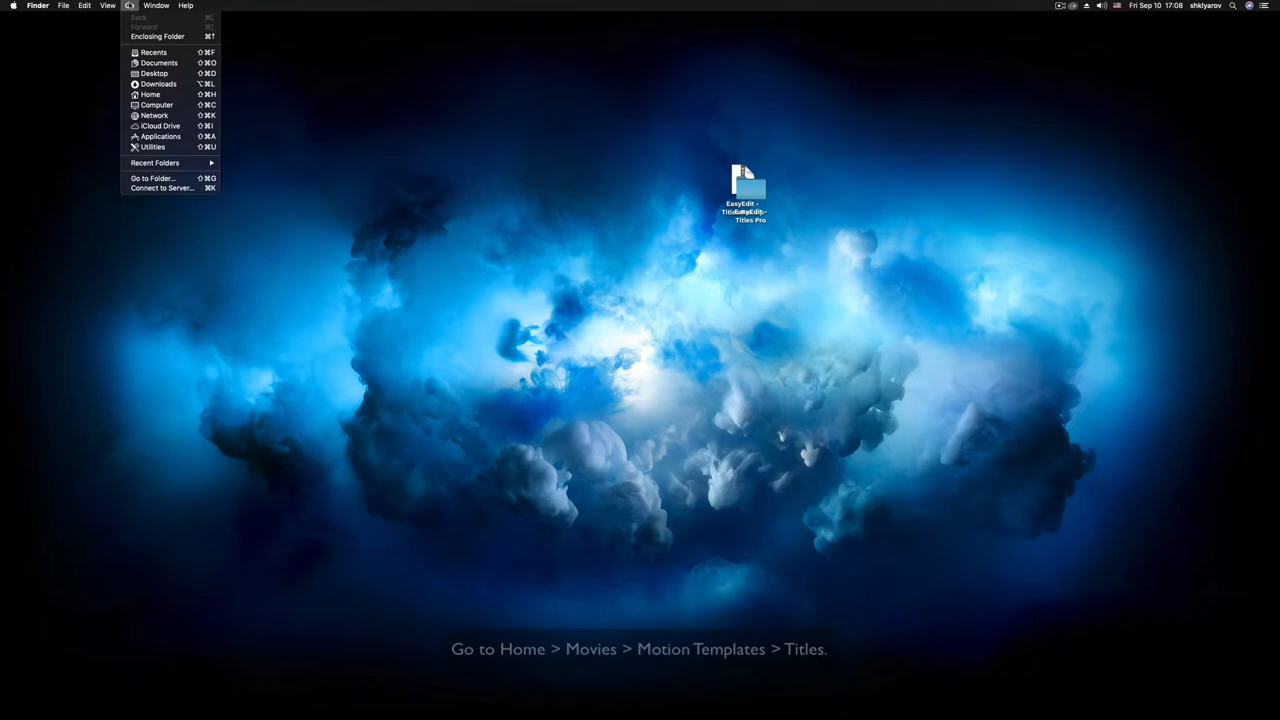 Finder File Edit View Go Window Help
Fri Sep 10 17:08 shklyarov
Back ⌘[
Forward ⌘]
Enclosing Folder ⌘↑
Recents ⇧⌘F
Documents ⇧⌘O
Desktop ⇧⌘D
Downloads ⌥⌘L
Home ⇧⌘H
Computer ⇧⌘C
Network ⇧⌘K
iCloud Drive ⇧⌘I
Applications ⇧⌘A
Utilities ⇧⌘U
Recent Folders
Go to Folder... ⇧⌘G
Connect to Server... ⌘K
EasyEdit -
EasyEdit -
Titles Pro
Go to Home > Movies > Motion Templates > Titles.